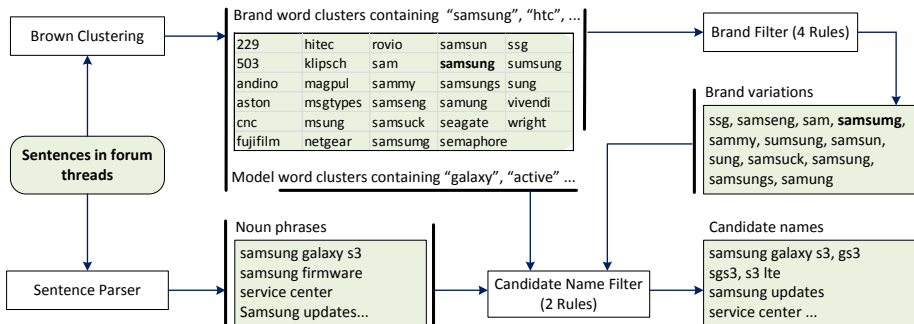 Brand word clusters containing “samsung”, “htc”, ...
Brown Clustering
229 hitec rovio samsun ssg
503 klipsch sam samsung sumsung
andino magpul sammy samsungs sung
aston msgtypes samseng samung vivendi
cnc msung samsuck seagate wright
fujifilm netgear samsumg semaphore
Brand Filter (4 Rules)
Brand variations
ssg, samseng, sam, samsumg,
sammy, sumsung, samsun,
sung, samsuck, samsung,
samsungs, samung
Sentences in forum
threads
Model word clusters containing “galaxy”, “active” ...
Noun phrases
samsung galaxy s3
samsung firmware
service center
Samsung updates...
Sentence Parser
Candidate Name Filter
(2 Rules)
Candidate names
samsung galaxy s3, gs3
sgs3, s3 lte
samsung updates
service center ...